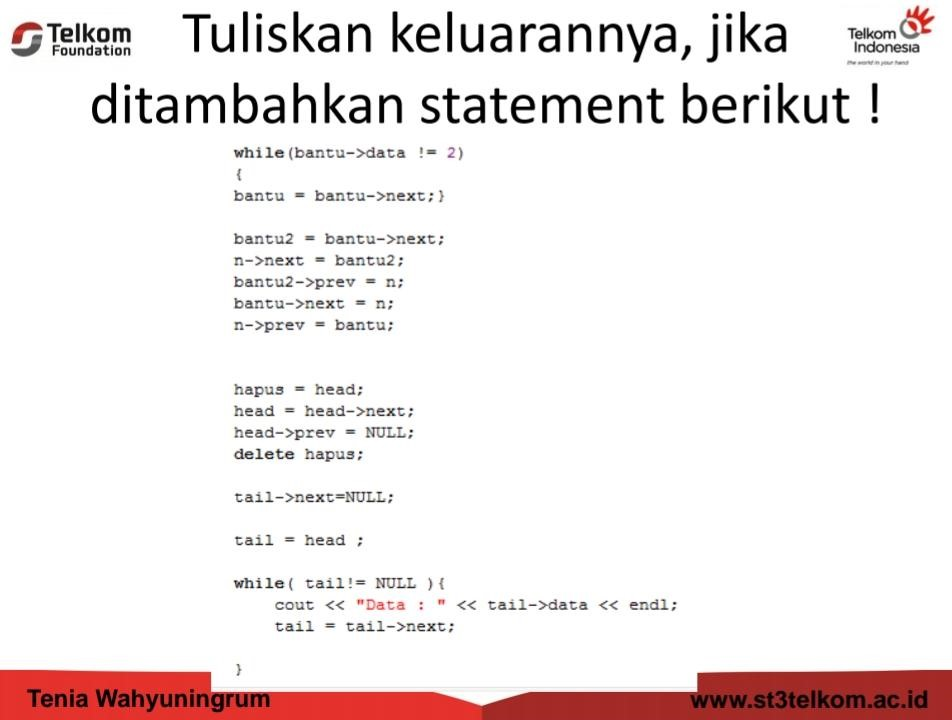 Telkom
Foundation
Tuliskan keluarannya, jika
ditambahkan statement berikut !
Telkom
Indonesia
the world in your hand
while(bantu->data != 2)
{
bantu = bantu->next;}
bantu2 = bantu->next;
n->next = bantu2;
bantu2->prev = n;
bantu->next = n;
n->prev = bantu;
hapus = head;
head = head->next;
head->prev = NULL;
delete hapus;
tail->next=NULL;
tail = head ;
while( tail!= NULL ){
cout << "Data : " << tail->data << endl;
tail = tail->next;
}
Tenia Wahyuningrum
www.st3telkom.ac.id